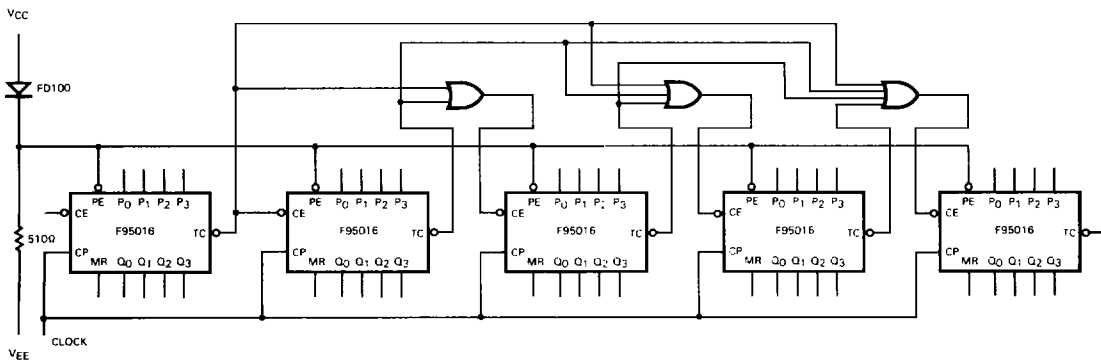 VCC
FD100
510Ω
VEE
CLOCK
PE P0 P1 P2 P3
CE
F95016
TC
CP
MR Q0 Q1 Q2 Q3
PE P0 P1 P2 P3
CE
F95016
TC
CP
MR Q0 Q1 Q2 Q3
PE P0 P1 P2 P3
CE
F95016
TC
CP
MR Q0 Q1 Q2 Q3
PE P0 P1 P2 P3
CE
F95016
TC
CP
MR Q0 Q1 Q2 Q3
PE P0 P1 P2 P3
CE
F95016
TC
CP
MR Q0 Q1 Q2 Q3